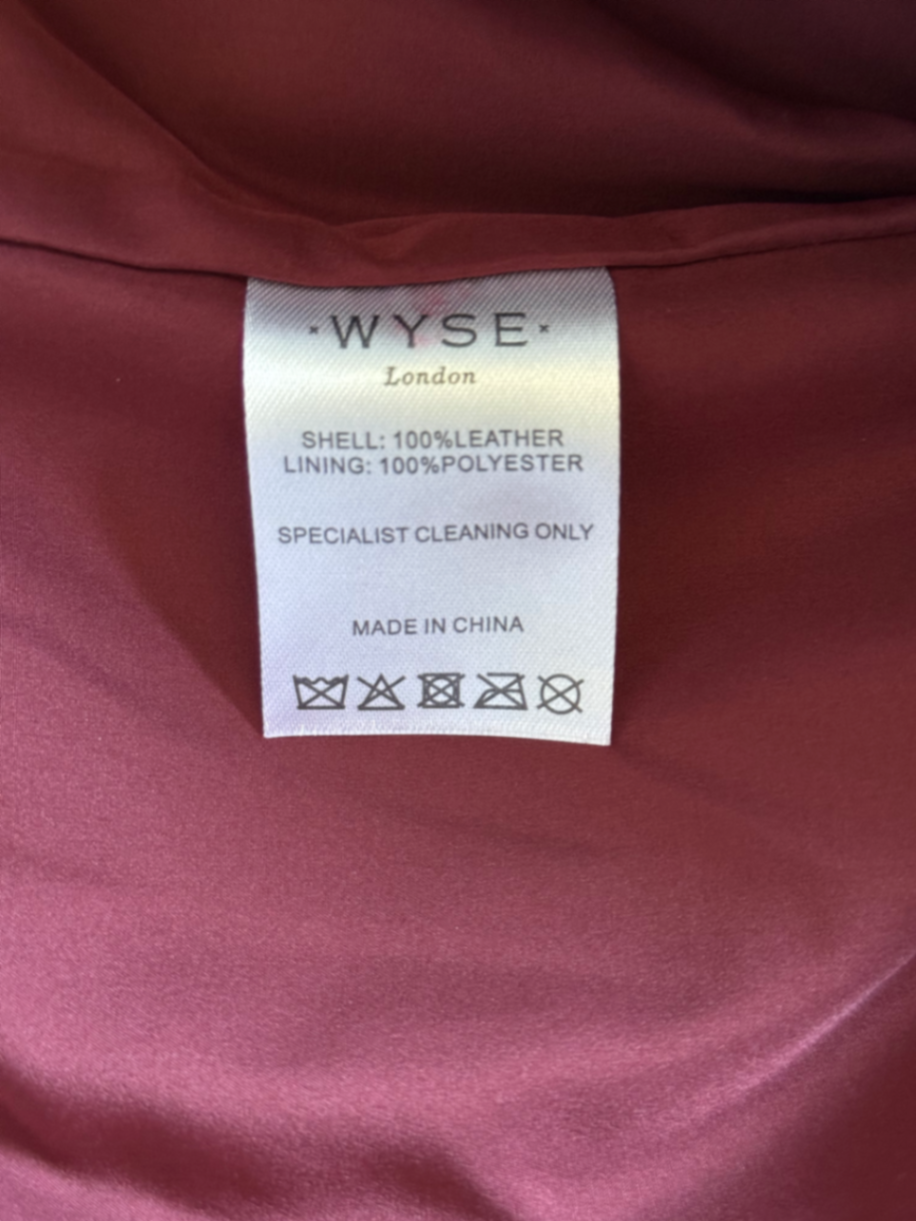 WYSE
London
SHELL: 100%LEATHER
LINING: 100%POLYESTER
SPECIALIST CLEANING ONLY
MADE IN CHINA